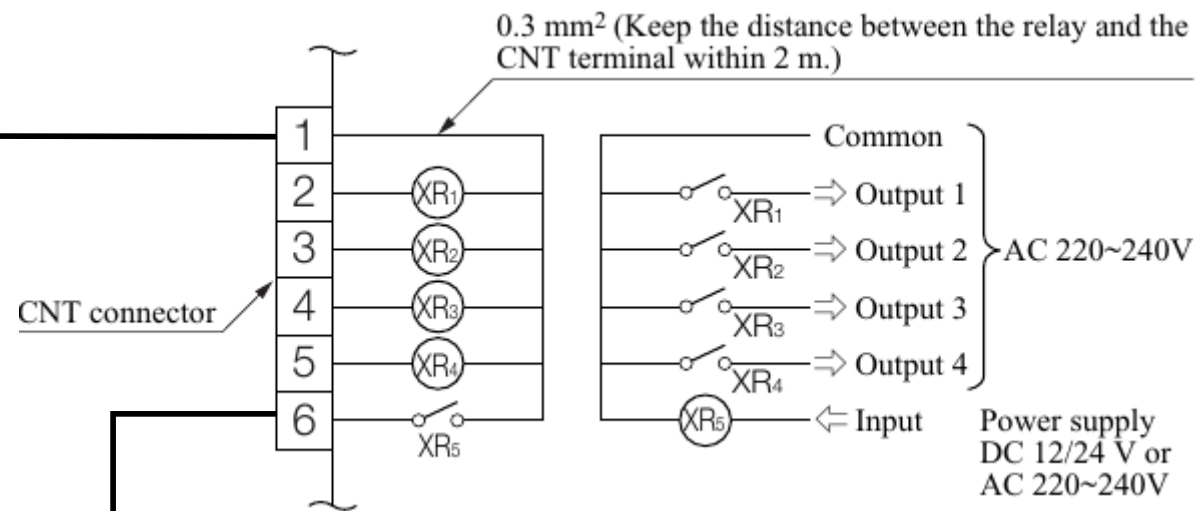 0.3 mm² (Keep the distance between the relay and the
CNT terminal within 2 m.)
1
2
3
4
5
6
CNT connector
XR₁
XR₂
XR₃
XR₄
XR₅
Common
XR₁
Output 1
XR₂
Output 2
XR₃
Output 3
XR₄
Output 4
AC 220~240V
XR₅
Input
Power supply
DC 12/24 V or
AC 220~240V